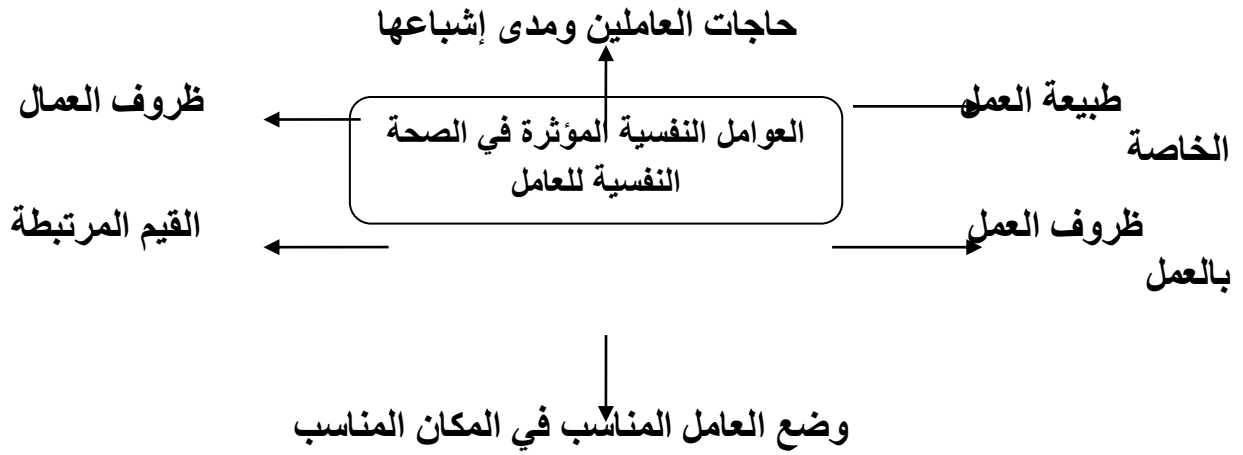 حاجات العاملين ومدى إشباعها
طبيعة العمل
ظروف العمال
الخاصة
العوامل النفسية المؤثرة في الصحة
النفسية للعامل
ظروف العمل
القيم المرتبطة
بالعمل
وضع العامل المناسب في المكان المناسب